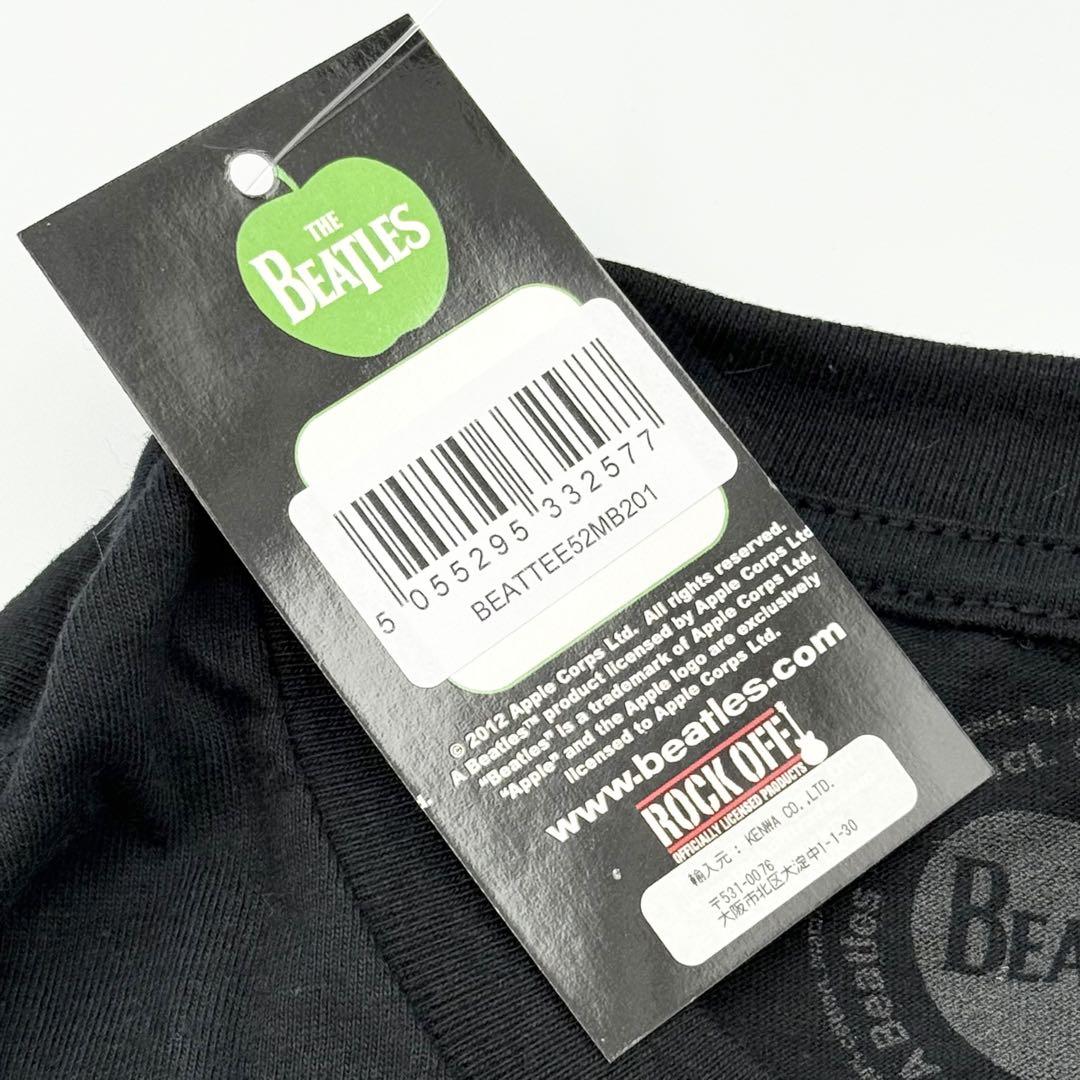 THE
BEATLES
5 055295 332577
BEATTEE52MB201
© 2012 Apple Corps Ltd. All rights reserved.
A Beatles™ product licensed by Apple Corps Ltd
"Beatles" is a trademark of Apple Corps Ltd.
"Apple" and the Apple logo are exclusively
licensed to Apple Corps Ltd.
www.beatles.com
ROCK OFF
OFFICIALLY LICENSED PRODUCTS
輸入元: KENWA CO.,LTD.
〒531-0076
大阪市北区大淀中1-1-30
A Beatles
BEA